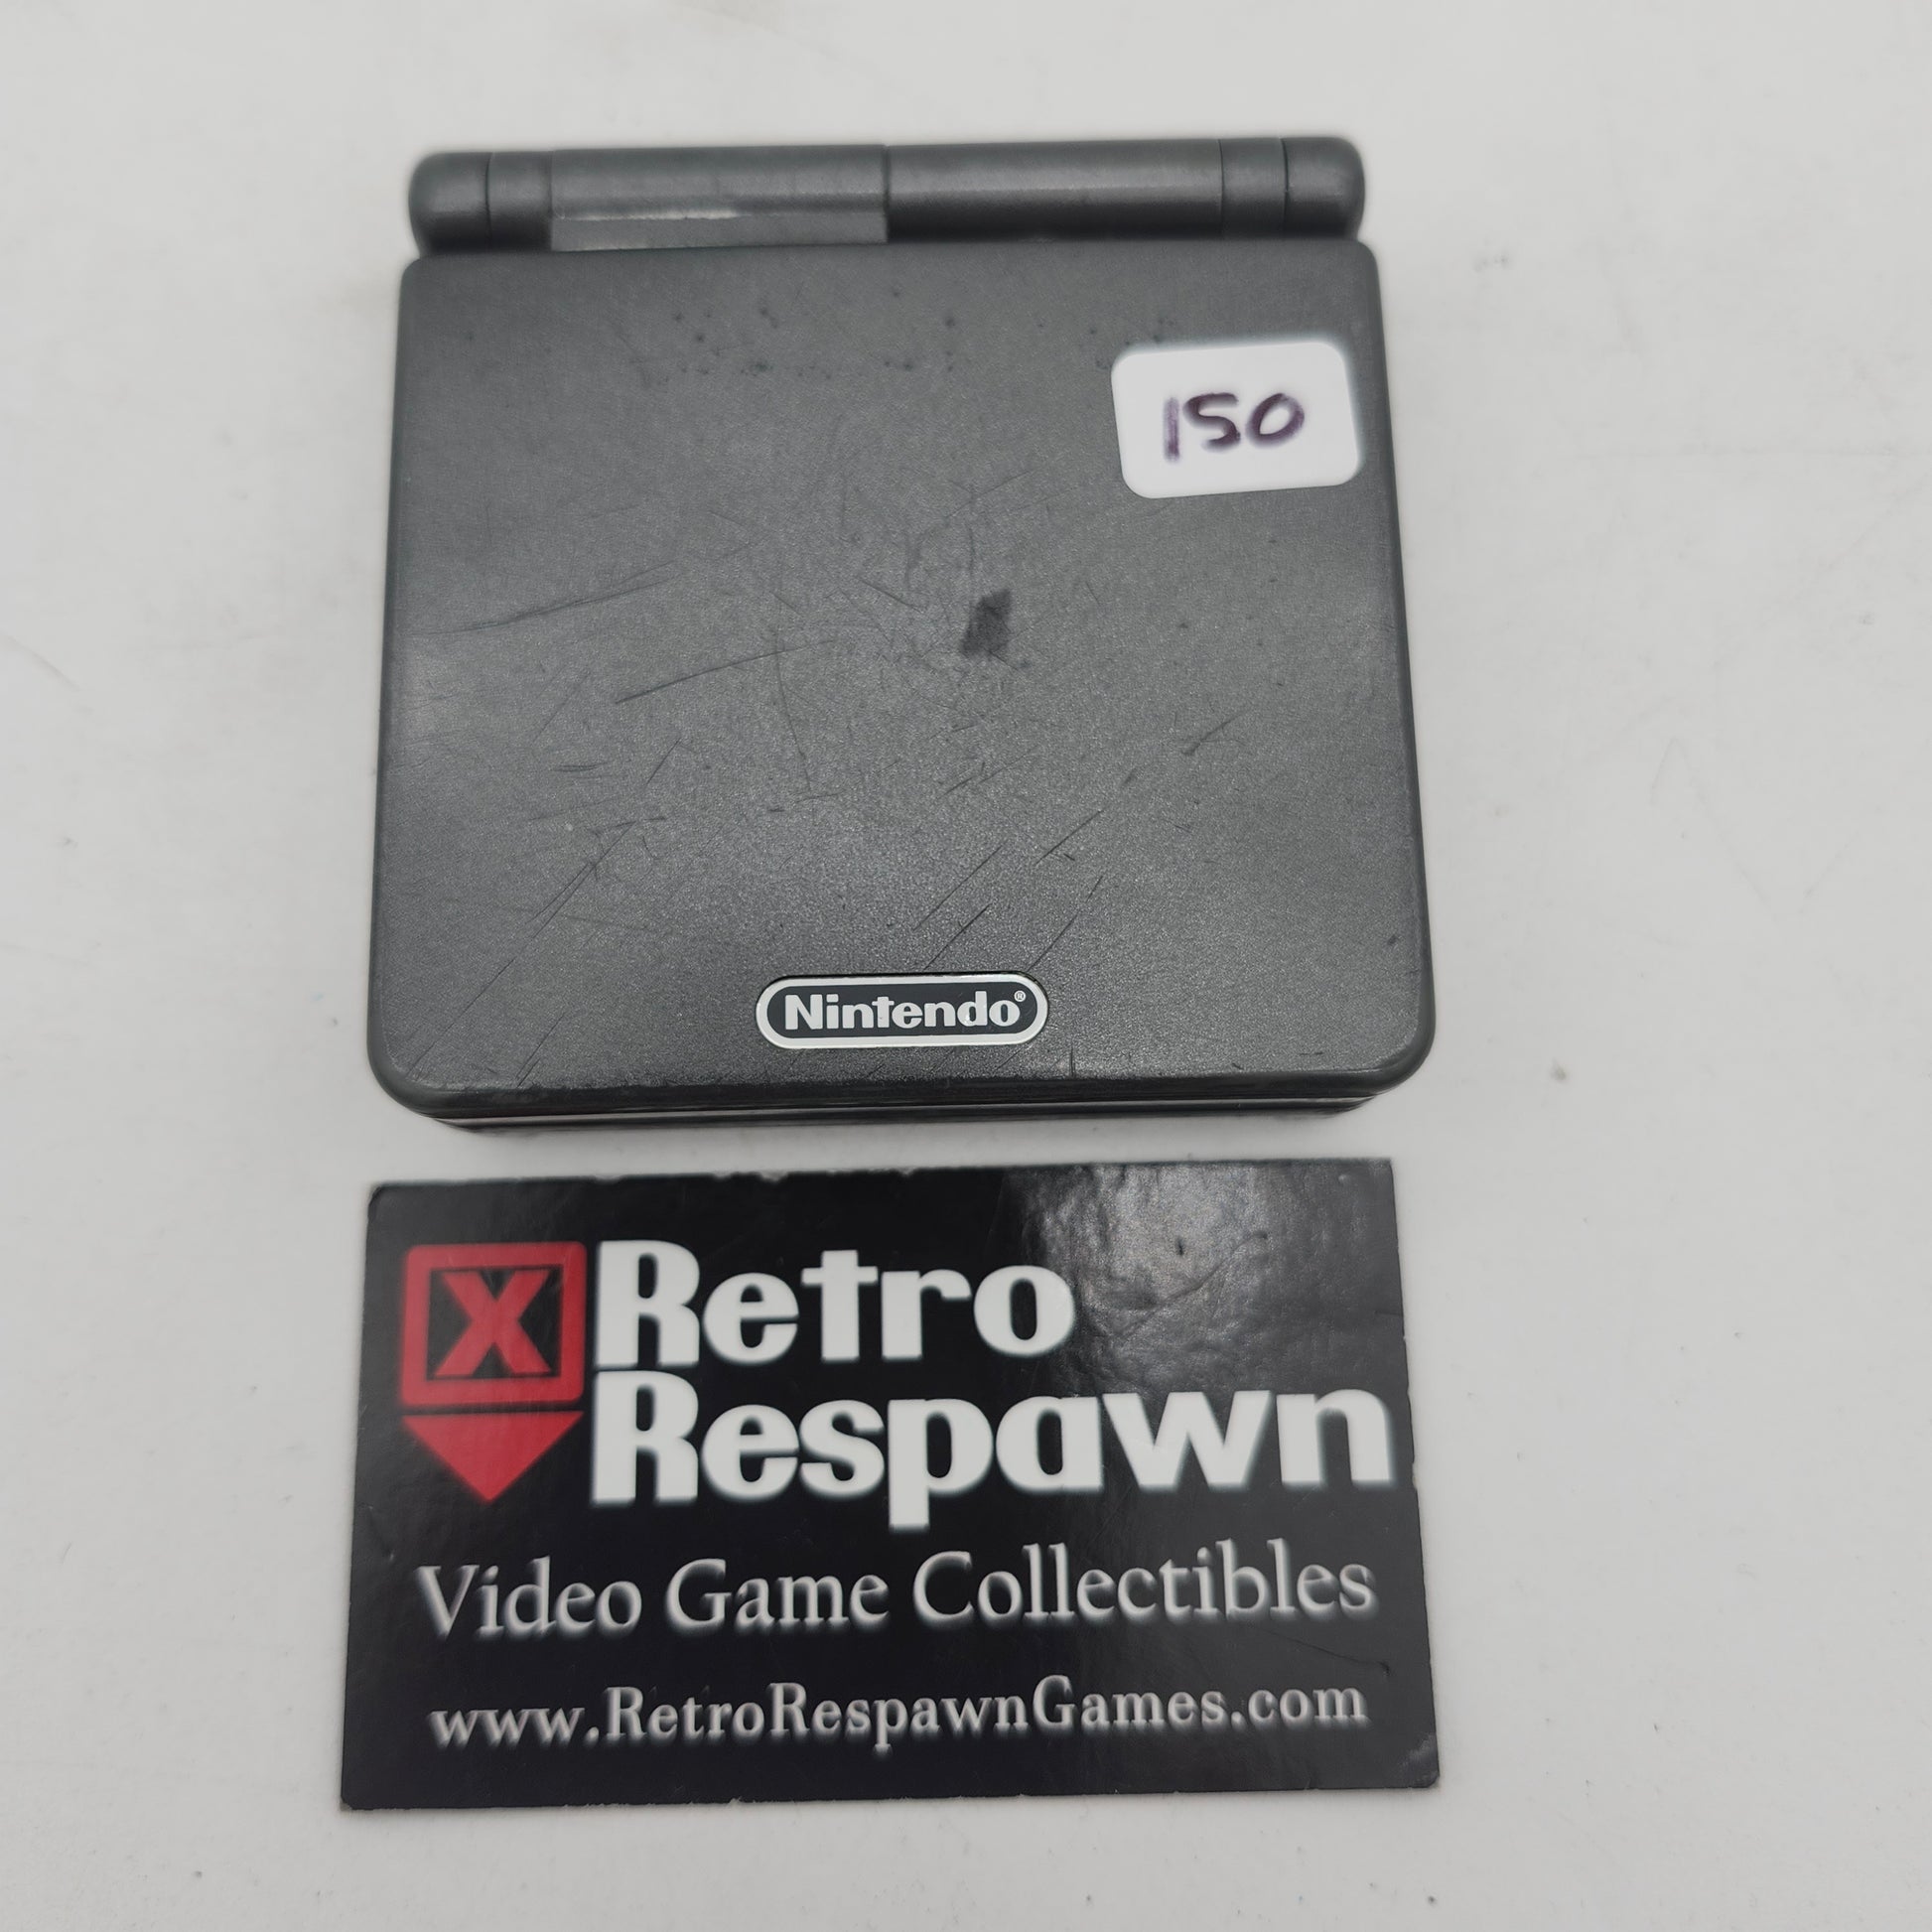 150
Nintendo®
X
Retro
Respawn
Video Game Collectibles
www.RetroRespawnGames.com